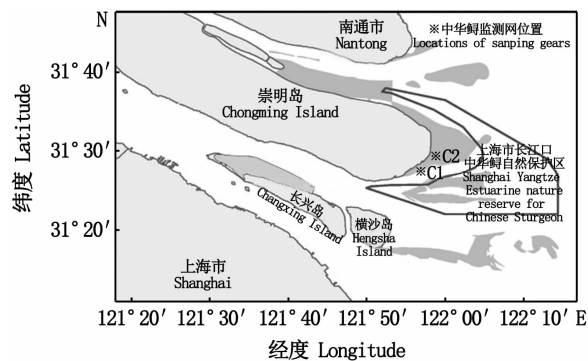 N
南通市
Nantong
※中华鲟监测网位置
Locations of sanping gears
31°40′
崇明岛
Chongming Island
31°30′
※C2
※C1
上海市长江口
中华鲟自然保护区
Shanghai Yangtze
Estuarine nature
reserve for
Chinese Sturgeon
长兴岛
Changxing Island
横沙岛
Hengsha
Island
31°20′
上海市
Shanghai
纬度 Latitude
121°20′ 121°30′ 121°40′ 121°50′ 122°00′ 122°10′ E
经度 Longitude